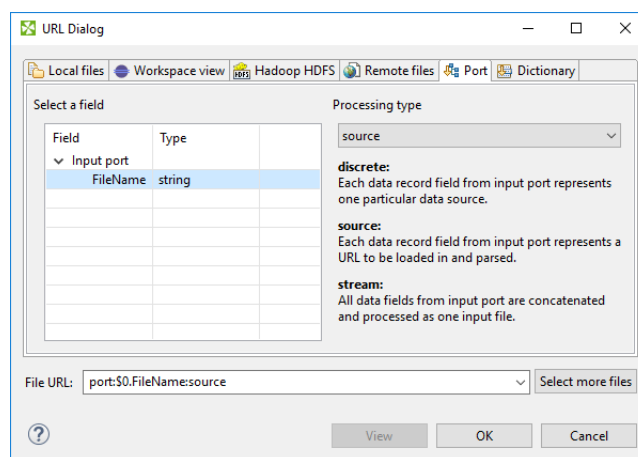 URL Dialog
Local files Workspace view Hadoop HDFS Remote files Port Dictionary
Select a field
Field Type
Input port
FileName string
Processing type
source
discrete:
Each data record field from input port represents
one particular data source.
source:
Each data record field from input port represents a
URL to be loaded in and parsed.
stream:
All data fields from input port are concatenated
and processed as one input file.
File URL: port:$0.FileName:source Select more files
? View OK Cancel